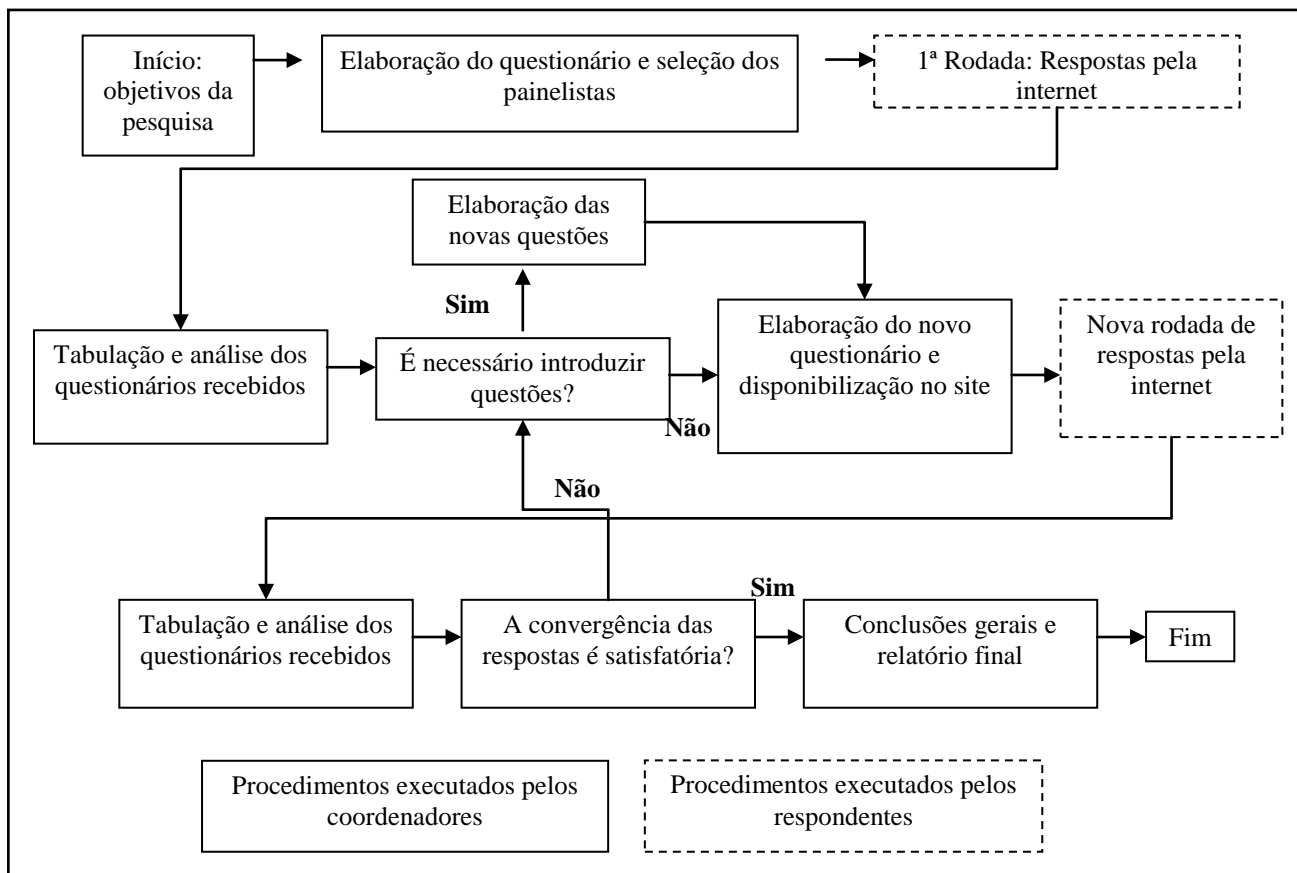 Início:
objetivos da
pesquisa
Elaboração do questionário e seleção dos
painelistas
1ª Rodada: Respostas pela
internet
Elaboração das
novas questões
Sim
Tabulação e análise dos
questionários recebidos
É necessário introduzir
questões?
Não
Elaboração do novo
questionário e
disponibilização no site
Nova rodada de
respostas pela
internet
Não
Tabulação e análise dos
questionários recebidos
A convergência das
respostas é satisfatória?
Sim
Conclusões gerais e
relatório final
Fim
Procedimentos executados pelos
coordenadores
Procedimentos executados pelos
respondentes